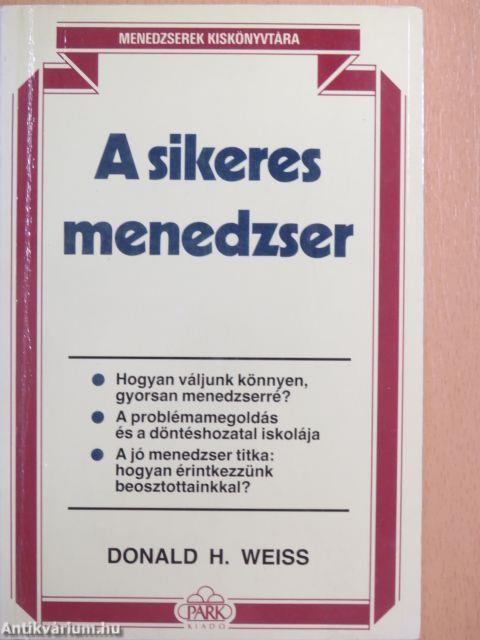 MENEDZSEREK KISKÖNYVTÁRA
A sikeres
menedzser
● Hogyan váljunk könnyen,
gyorsan menedzserré?
● A problémamegoldás
és a döntéshozatal iskolája
● A jó menedzser titka:
hogyan érintkezzünk
beosztottainkkal?
DONALD H. WEISS
PARK
KIADÓ
Antikvárium.hu